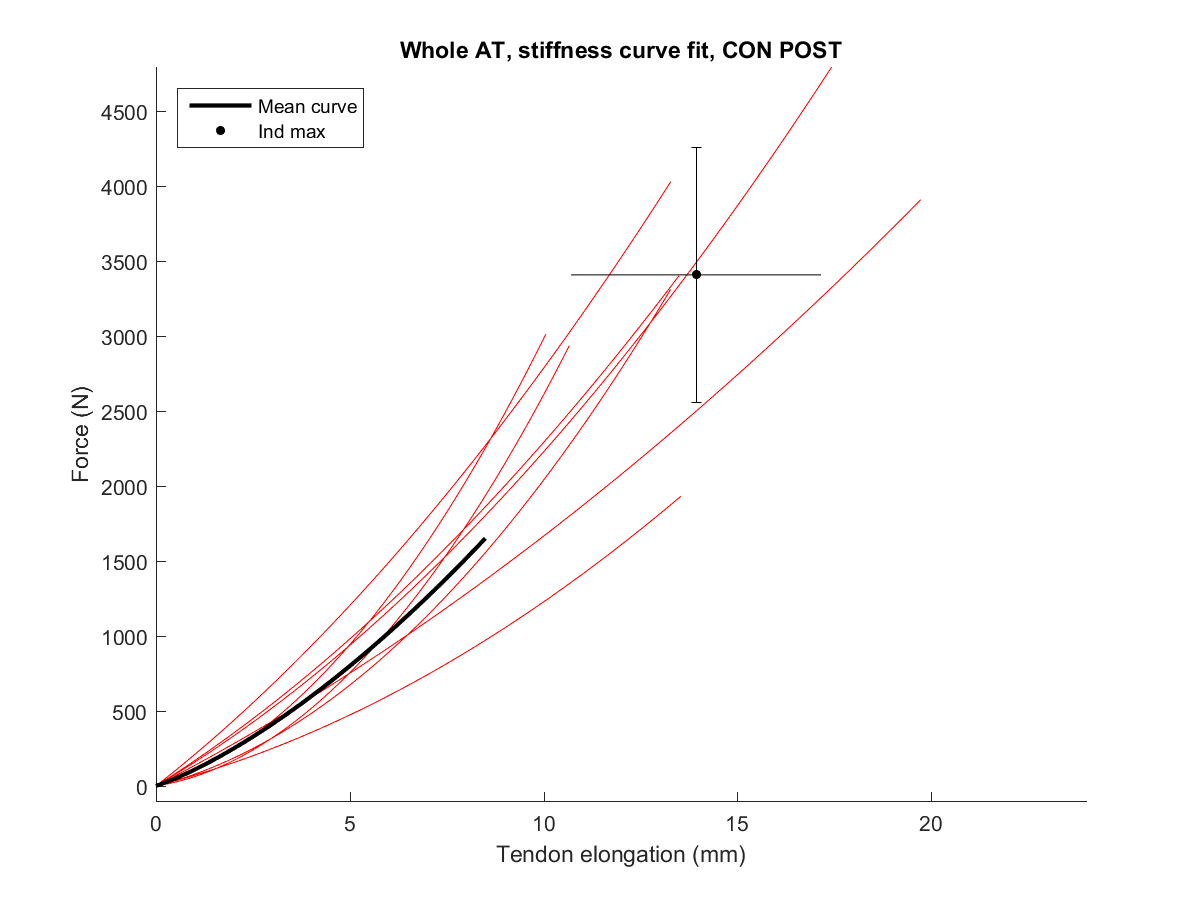 Whole AT, stiffness curve fit, CON POST
Mean curve
Ind max
Force (N)
4500
4000
3500
3000
2500
2000
1500
1000
500
0
0 5 10 15 20
Tendon elongation (mm)